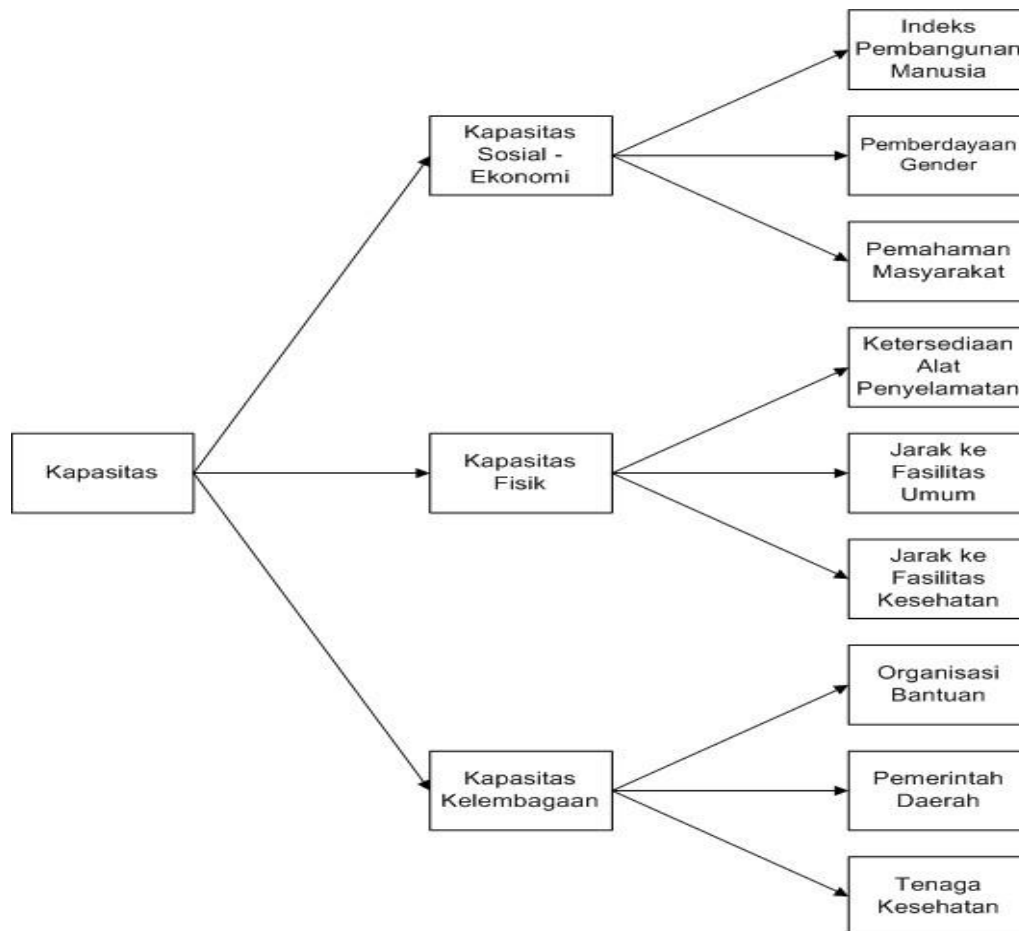 Indeks
Pembangunan
Manusia
Kapasitas
Sosial -
Ekonomi
Pemberdayaan
Gender
Pemahaman
Masyarakat
Ketersediaan
Alat
Penyelamatan
Kapasitas
Kapasitas
Fisik
Jarak ke
Fasilitas
Umum
Jarak ke
Fasilitas
Kesehatan
Organisasi
Bantuan
Kapasitas
Kelembagaan
Pemerintah
Daerah
Tenaga
Kesehatan